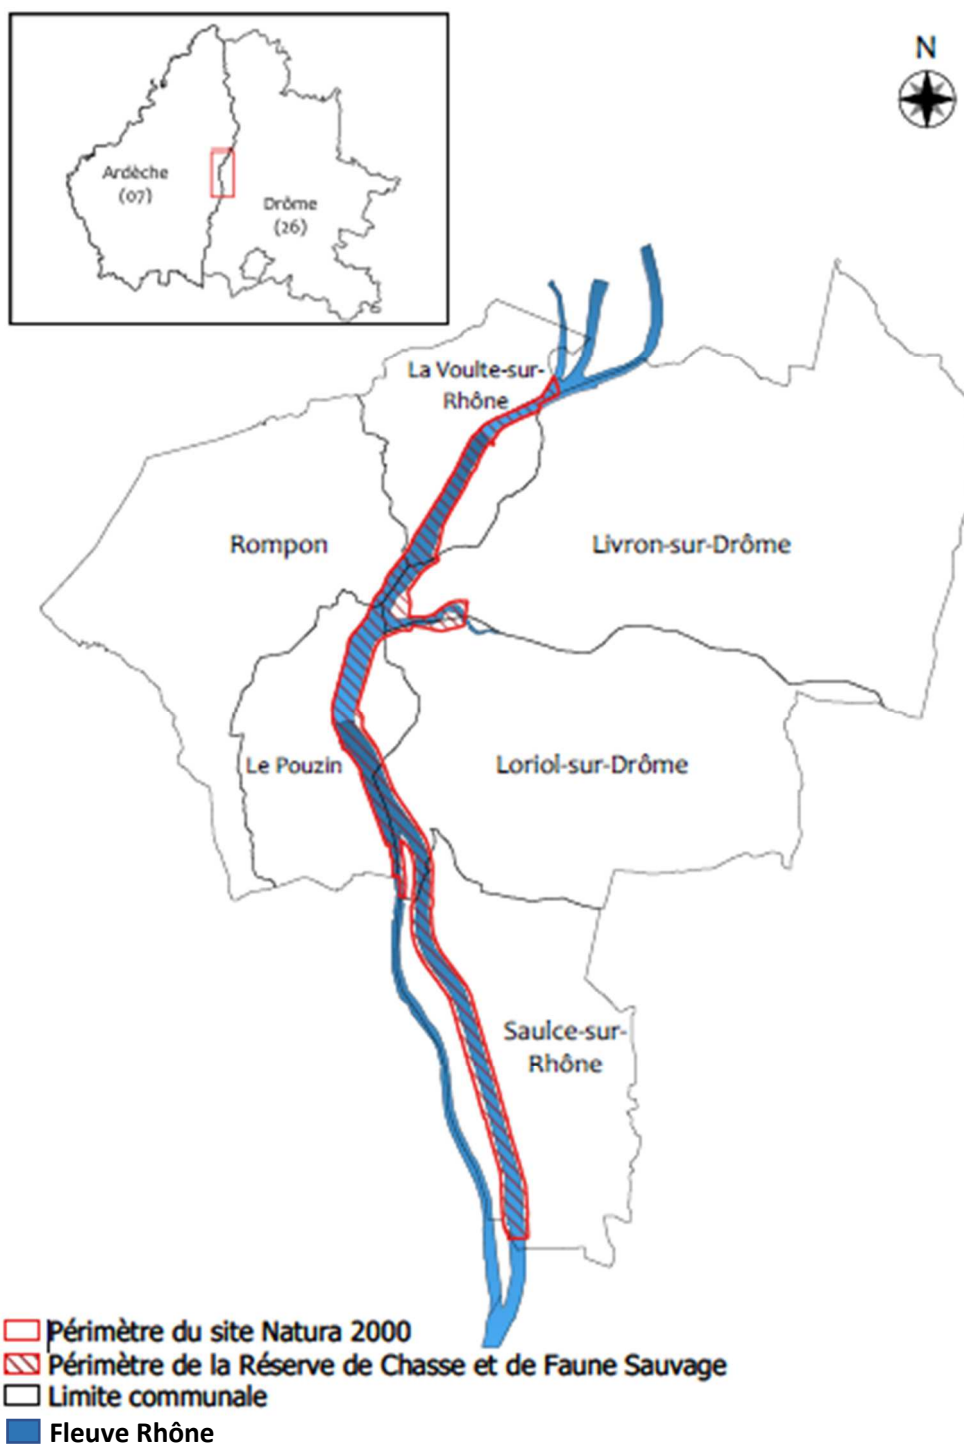 N
Ardèche
(07)
Drôme
(26)
La Voulte-sur-
Rhône
Rompon
Livron-sur-Drôme
Le Pouzin
Loriol-sur-Drôme
Saulce-sur-
Rhône
Périmètre du site Natura 2000
Périmètre de la Réserve de Chasse et de Faune Sauvage
Limite communale
Fleuve Rhône